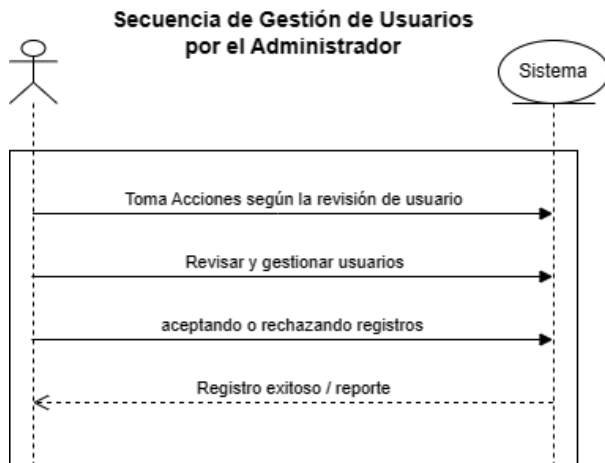 Secuencia de Gestión de Usuarios
por el Administrador
Sistema
Toma Acciones según la revisión de usuario
Revisar y gestionar usuarios
aceptando o rechazando registros
Registro exitoso / reporte